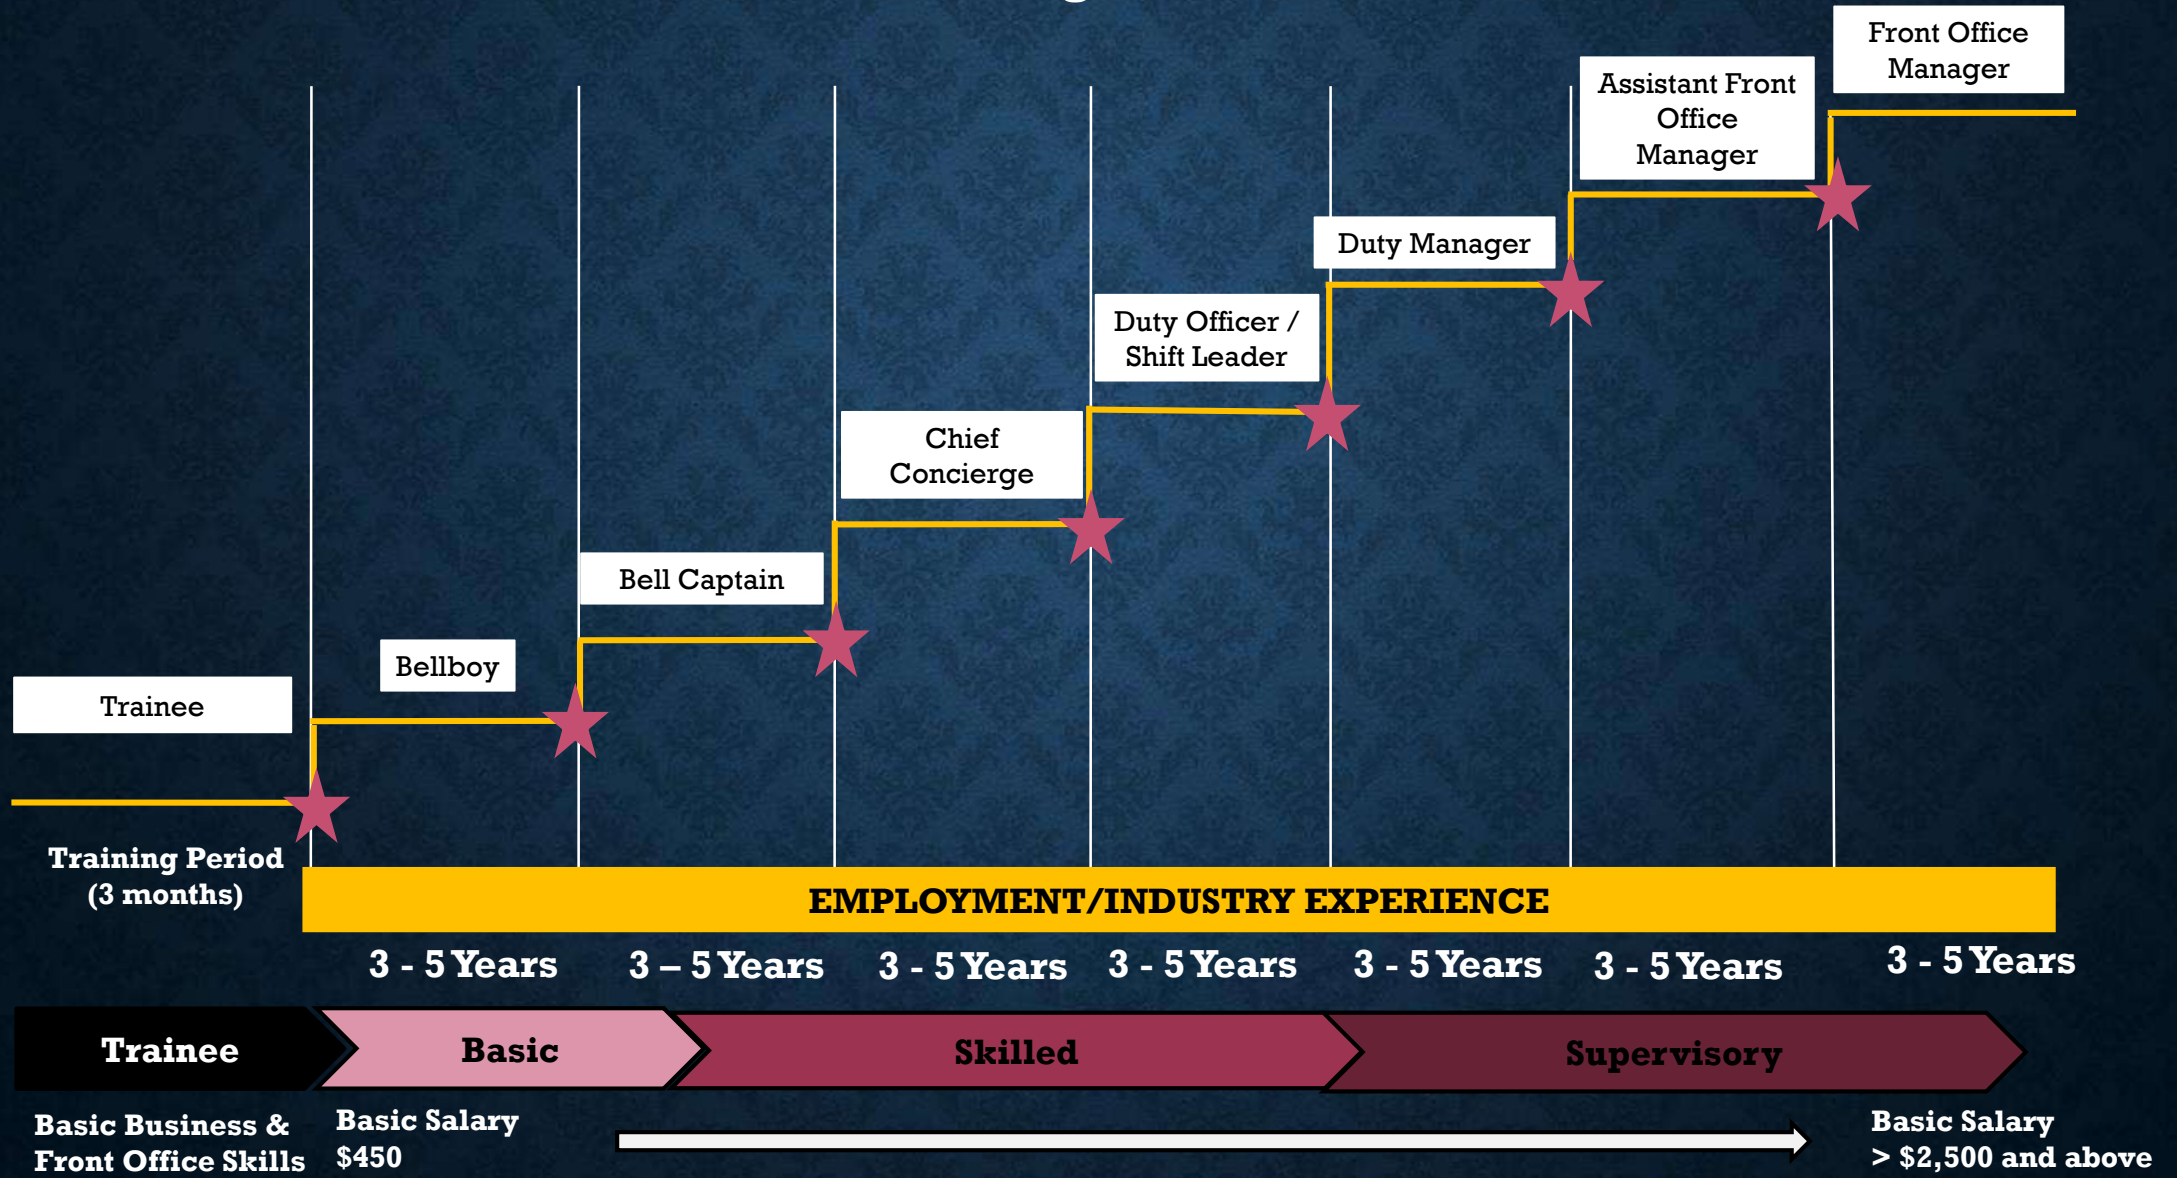 Front Office
Manager
Assistant Front
Office
Manager
Duty Manager
Duty Officer /
Shift Leader
Chief
Concierge
Bell Captain
Bellboy
Trainee
Training Period
(3 months)
EMPLOYMENT/INDUSTRY EXPERIENCE
3 - 5 Years
3 – 5 Years
3 - 5 Years
3 - 5 Years
3 - 5 Years
3 - 5 Years
3 - 5 Years
Trainee
Basic
Skilled
Supervisory
Basic Business &
Front Office Skills
Basic Salary
$450
Basic Salary
> $2,500 and above